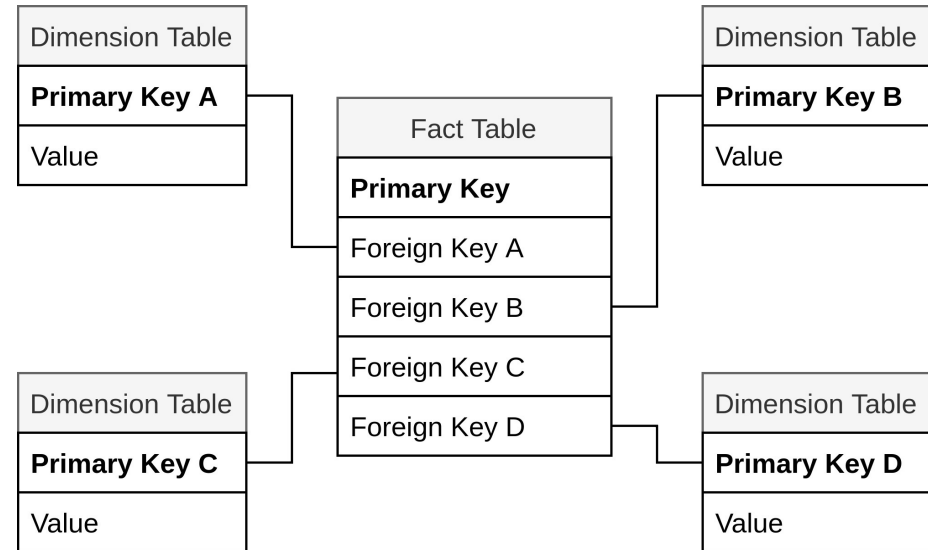 Dimension Table
Primary Key A
Value
Dimension Table
Primary Key B
Value
Fact Table
Primary Key
Foreign Key A
Foreign Key B
Foreign Key C
Foreign Key D
Dimension Table
Primary Key C
Value
Dimension Table
Primary Key D
Value